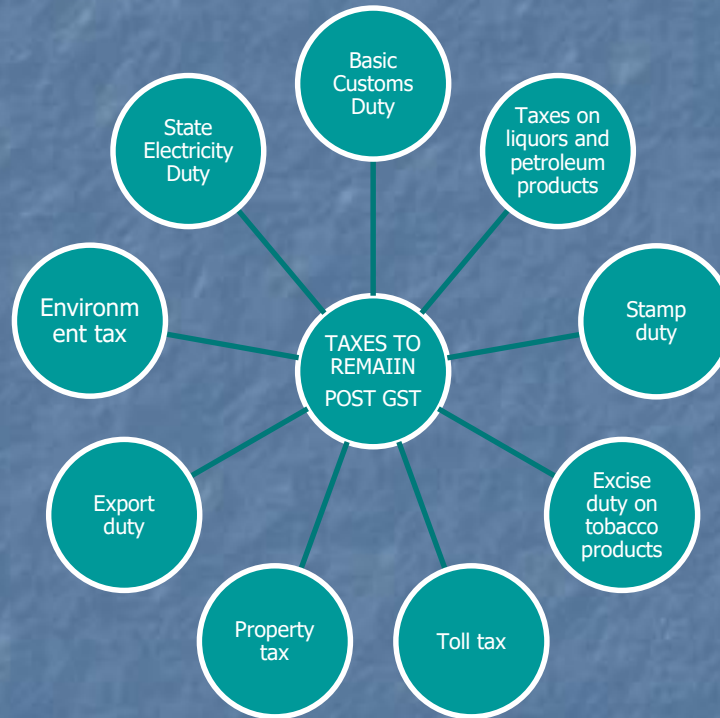 Basic
Customs
Duty
Taxes on
liquors and
petroleum
products
Stamp
duty
Excise
duty on
tobacco
products
Toll tax
Property
tax
Export
duty
Environm
ent tax
State
Electricity
Duty
TAXES TO
REMAIIN
POST GST